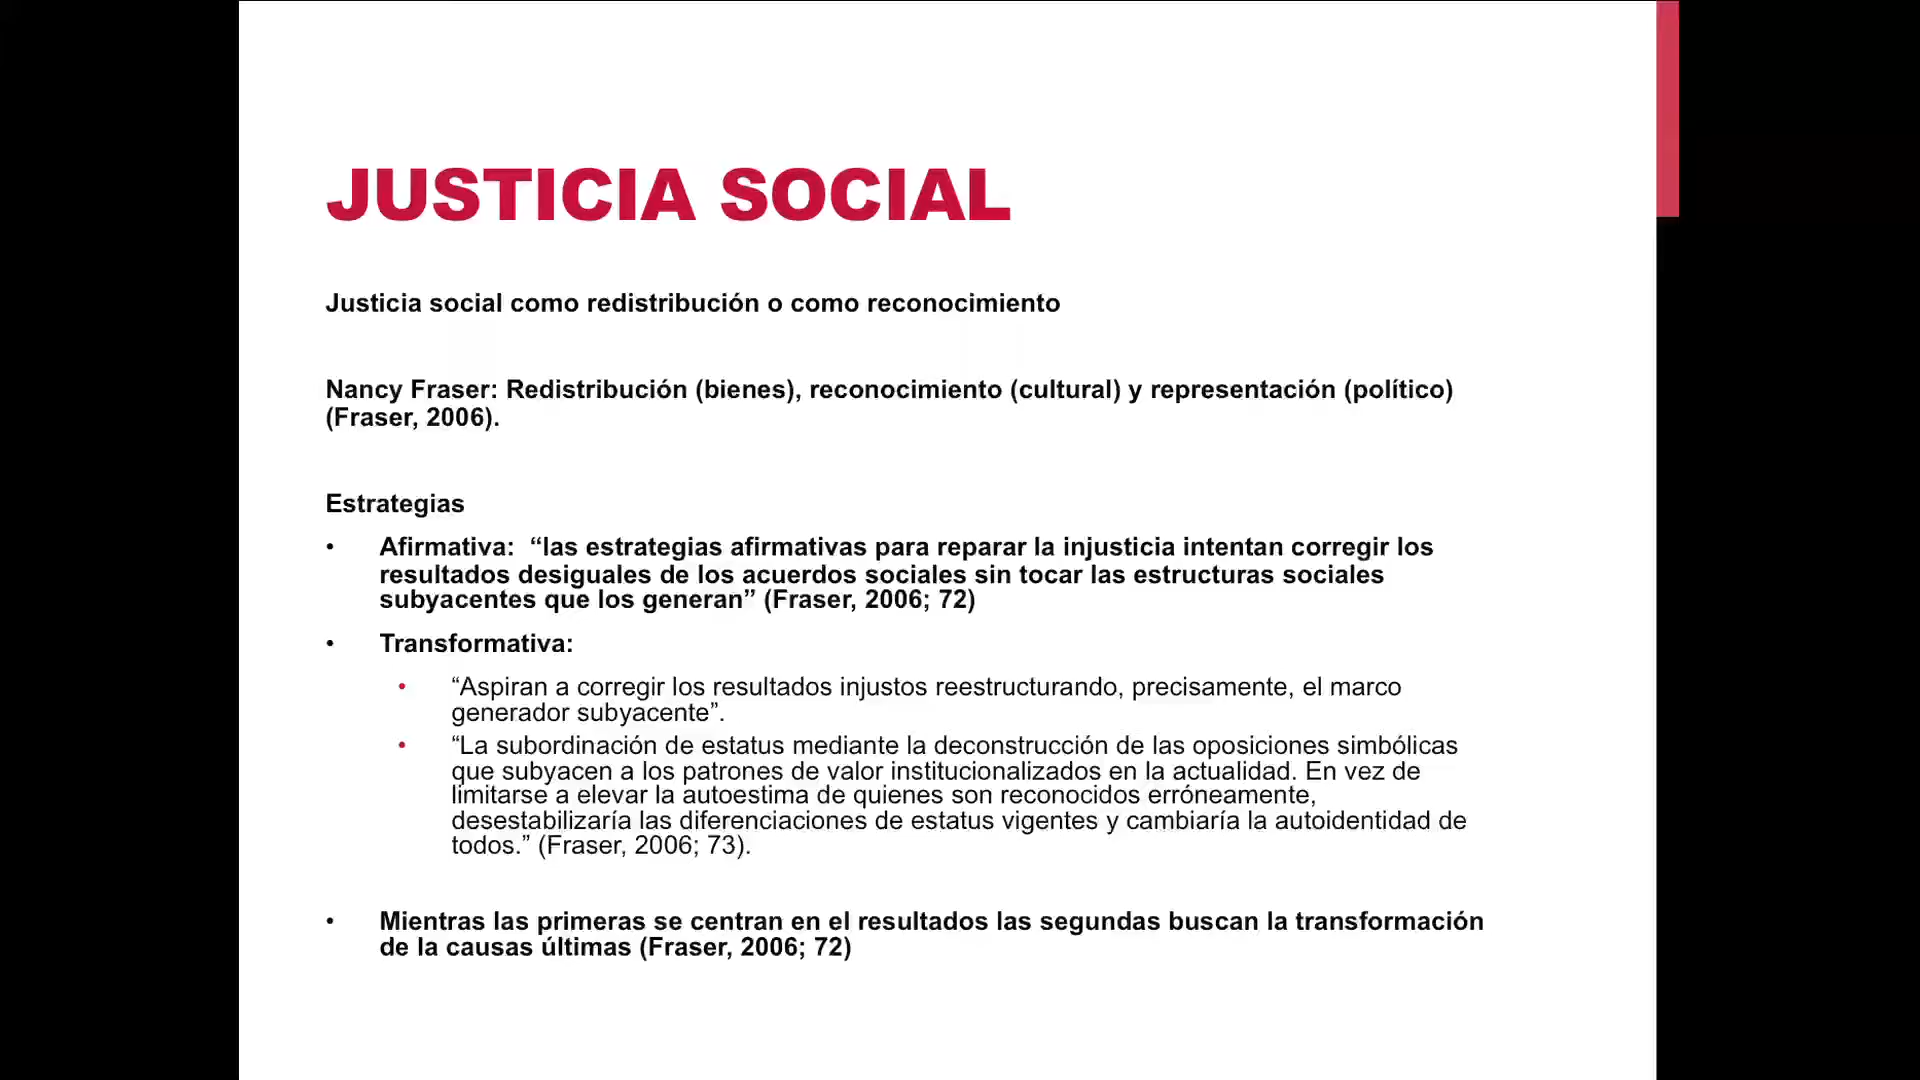 JUSTICIA SOCIAL
Justicia social como redistribución o como reconocimiento
Nancy Fraser: Redistribución (bienes), reconocimiento (cultural) y representación (político)
(Fraser, 2006).
Estrategias
• Afirmativa:  “las estrategias afirmativas para reparar la injusticia intentan corregir los
resultados desiguales de los acuerdos sociales sin tocar las estructuras sociales
subyacentes que los generan” (Fraser, 2006; 72)
• Transformativa:
• “Aspiran a corregir los resultados injustos reestructurando, precisamente, el marco
generador subyacente”.
• “La subordinación de estatus mediante la deconstrucción de las oposiciones simbólicas
que subyacen a los patrones de valor institucionalizados en la actualidad. En vez de
limitarse a elevar la autoestima de quienes son reconocidos erróneamente,
desestabilizaría las diferenciaciones de estatus vigentes y cambiaría la autoidentidad de
todos.” (Fraser, 2006; 73).
• Mientras las primeras se centran en el resultados las segundas buscan la transformación
de la causas últimas (Fraser, 2006; 72)